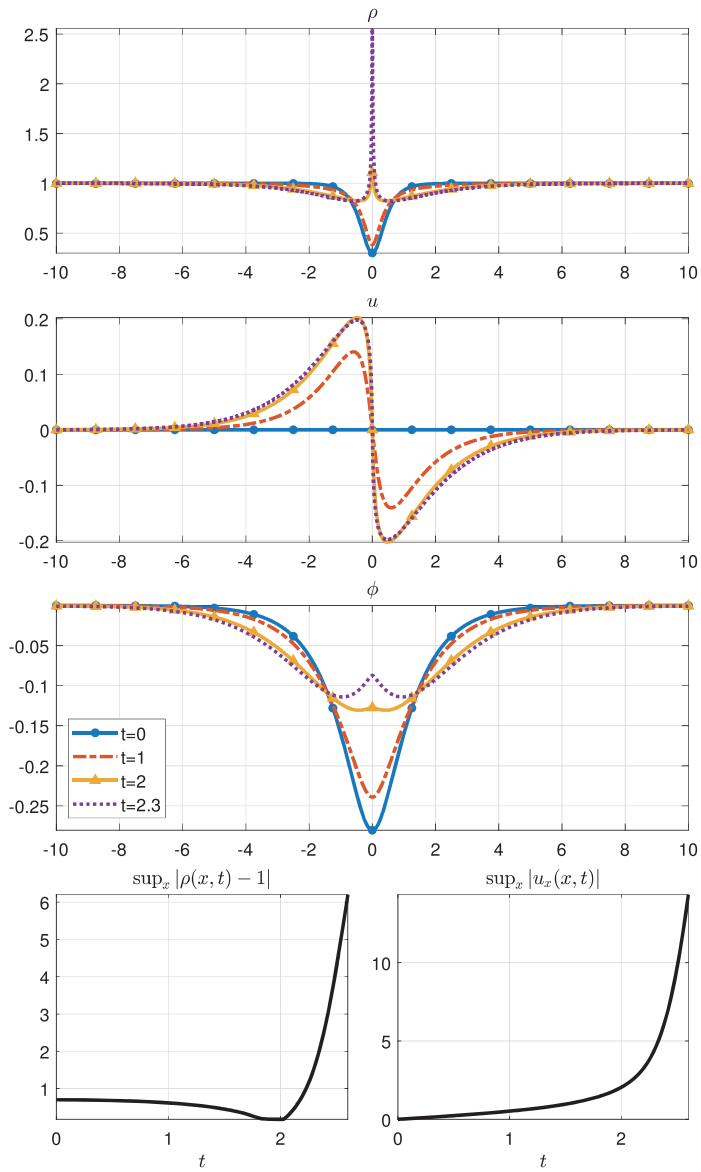 ρ
2.5
2
1.5
1
0.5
-10 -8 -6 -4 -2 0 2 4 6 8 10
u
0.2
0.1
0
-0.1
-0.2
-10 -8 -6 -4 -2 0 2 4 6 8 10
ϕ
-0.05
-0.1
-0.15
-0.2
-0.25
t=0
t=1
t=2
t=2.3
-10 -8 -6 -4 -2 0 2 4 6 8 10
supₓ |ρ(x, t) − 1|
6
5
4
3
2
1
0 1 2
t
supₓ |uₓ(x, t)|
10
5
0
0 1 2
t